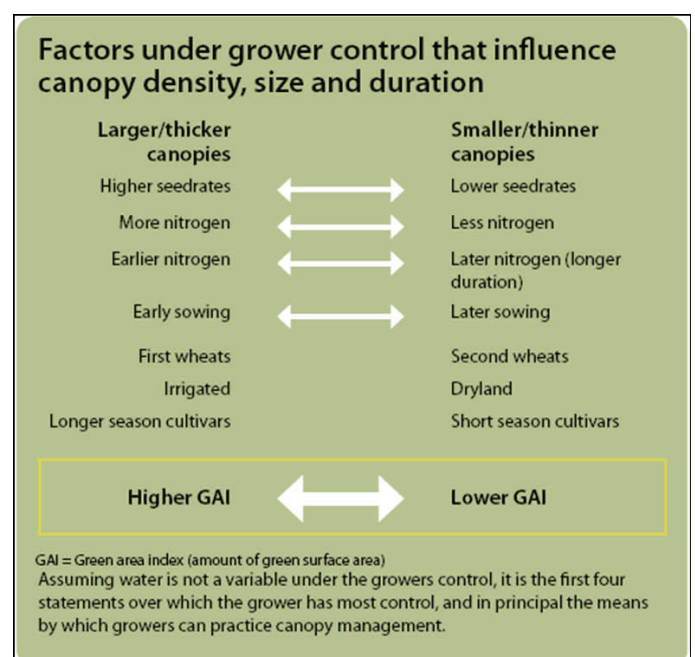 Factors under grower control that influence
canopy density, size and duration
Larger/thicker
canopies
Smaller/thinner
canopies
Higher seedrates
Lower seedrates
More nitrogen
Less nitrogen
Earlier nitrogen
Later nitrogen (longer
duration)
Early sowing
Later sowing
First wheats
Second wheats
Irrigated
Dryland
Longer season cultivars
Short season cultivars
Higher GAI
Lower GAI
GAI = Green area index (amount of green surface area)
Assuming water is not a variable under the growers control, it is the first four
statements over which the grower has most control, and in principal the means
by which growers can practice canopy management.